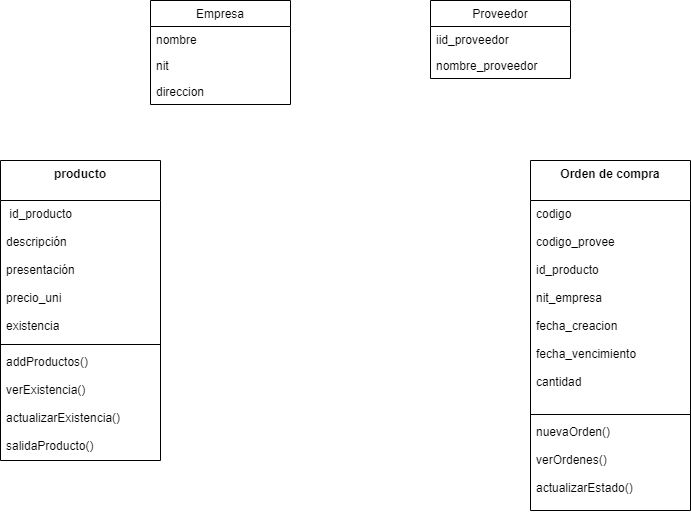 Empresa
nombre
nit
direccion
Proveedor
iid_proveedor
nombre_proveedor
producto
id_producto
descripción
presentación
precio_uni
existencia
addProductos()
verExistencia()
actualizarExistencia()
salidaProducto()
Orden de compra
codigo
codigo_provee
id_producto
nit_empresa
fecha_creacion
fecha_vencimiento
cantidad
nuevaOrden()
verOrdenes()
actualizarEstado()